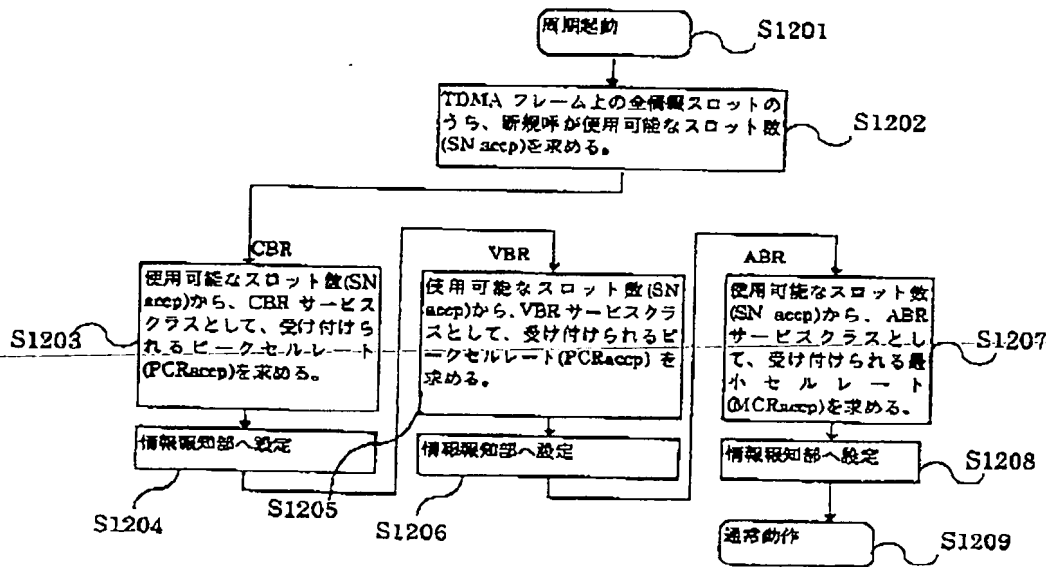 周期起動
S1201
TDMA フレーム上の全情報スロットの
うち、新規呼が使用可能なスロット数
(SN accp)を求める。
S1202
CBR
使用可能なスロット数(SN
accp)から、CBR サービス
クラスとして、受け付けら
れるピークセルレート
(PCRaccp)を求める。
S1203
情報報知部へ設定
S1204
VBR
使用可能なスロット数(SN
accp)から、VBR サービスク
ラスとして、受け付けられるピ
ークセルレート(PCRaccp) を
求める。
S1205
情報報知部へ設定
S1206
ABR
使用可能なスロット数
(SN accp)から、ABR
サービスクラスとし
て、受け付けられる最
小セルレート
(MCRaccp)を求める。
S1207
情報報知部へ設定
S1208
通常動作
S1209